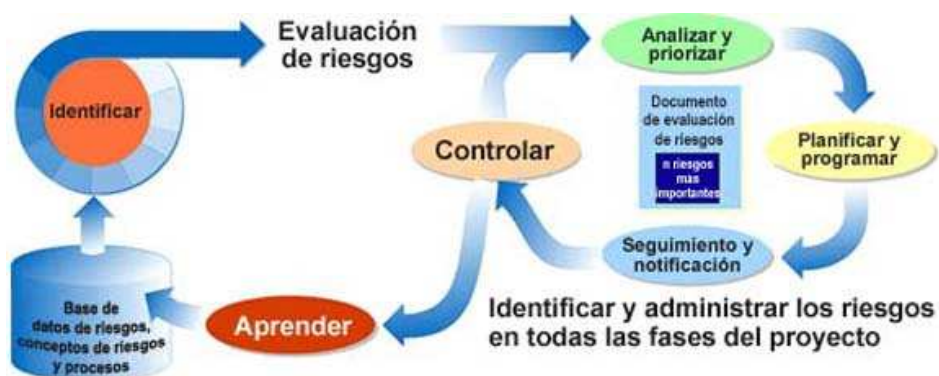 Evaluación
de riesgos
Identificar
Analizar y
priorizar
Documento
de evaluación
de riesgos
n riesgos
más
importantes
Controlar
Planificar y
programar
Seguimiento y
notificación
Base de
datos de riesgos,
conceptos de riesgos
y procesos
Aprender
Identificar y administrar los riesgos
en todas las fases del proyecto